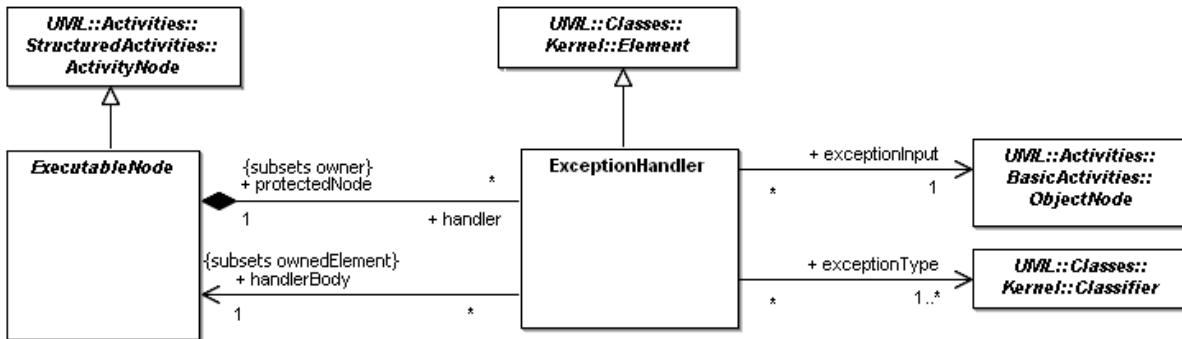 UML::Activities::
StructuredActivities::
ActivityNode
UML::Classes::
Kernel::Element
ExecutableNode
{subsets owner}
+ protectedNode
*
1
+ handler
{subsets ownedElement}
+ handlerBody
1
*
ExceptionHandler
+ exceptionInput
*
1
UML::Activities::
BasicActivities::
ObjectNode
+ exceptionType
*
1..*
UML::Classes::
Kernel::Classifier